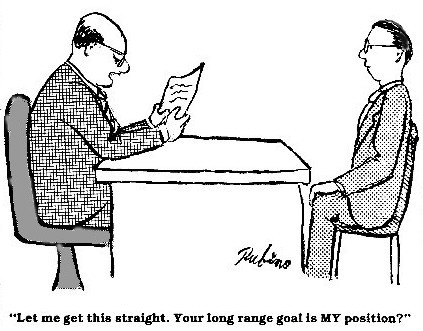 Rubino
"Let me get this straight. Your long range goal is MY position?"